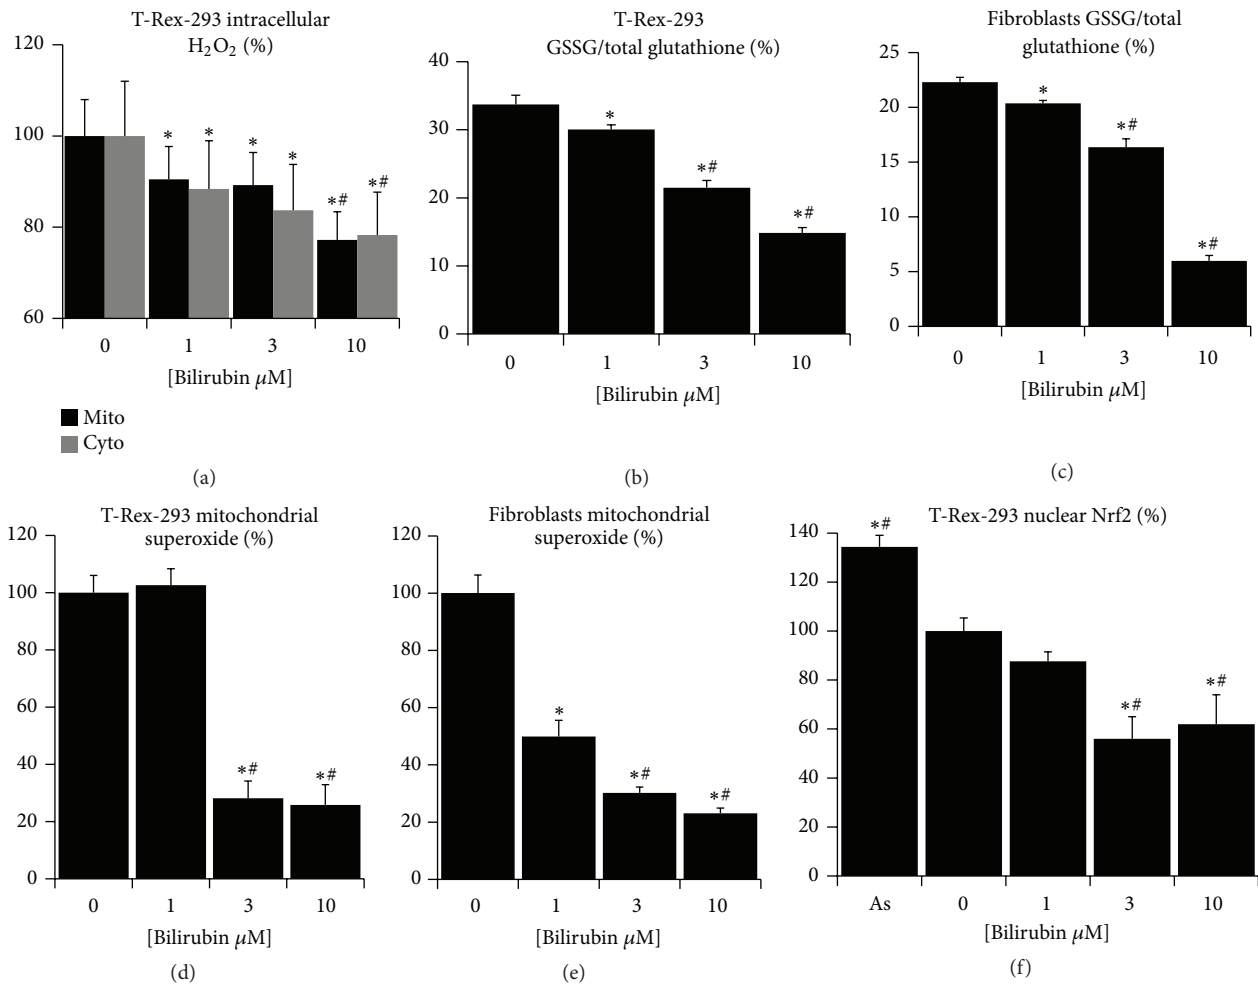 T-Rex-293 intracellular
H₂O₂ (%)
120
100
80
60
* * * * *# *#
0 1 3 10
[Bilirubin μM]
Mito
Cyto
(a)
T-Rex-293
GSSG/total glutathione (%)
40
30
20
10
0
* *# *#
0 1 3 10
[Bilirubin μM]
(b)
Fibroblasts GSSG/total
glutathione (%)
25
20
15
10
5
0
* *# *#
0 1 3 10
[Bilirubin μM]
(c)
T-Rex-293 mitochondrial
superoxide (%)
120
100
80
60
40
20
0
*# *#
0 1 3 10
[Bilirubin μM]
(d)
Fibroblasts mitochondrial
superoxide (%)
120
100
80
60
40
20
0
* *# *#
0 1 3 10
[Bilirubin μM]
(e)
T-Rex-293 nuclear Nrf2 (%)
140
120
100
80
60
40
20
0
*# *# *#
As 0 1 3 10
[Bilirubin μM]
(f)